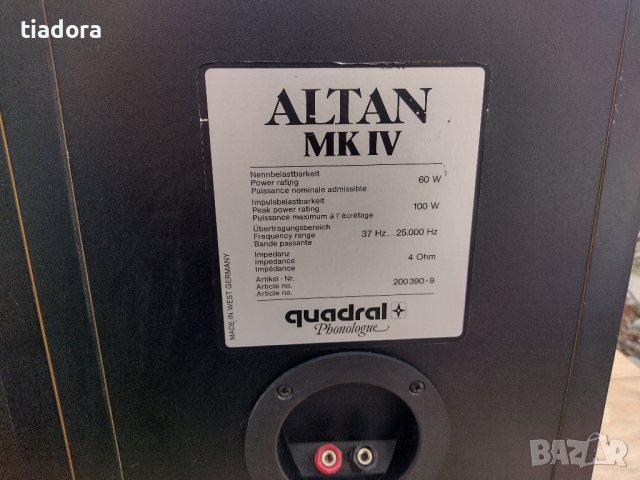 tiadora
ALTAN
MK IV
Nennbelastbarkeit
Power rating 60 W
Puissance nominale admissible
Impulsbelastbarkeit
Peak power rating 100 W
Puissance maximum à l'écrêtage
Übertragungsbereich
Frequency range 37 Hz...25.000 Hz
Bande passante
Impedanz
Impedance 4 Ohm
Impédance
Artikel-Nr.
Article no. 200390-9
Article no.
MADE IN WEST GERMANY
quadral
Phonologue
BAZAR